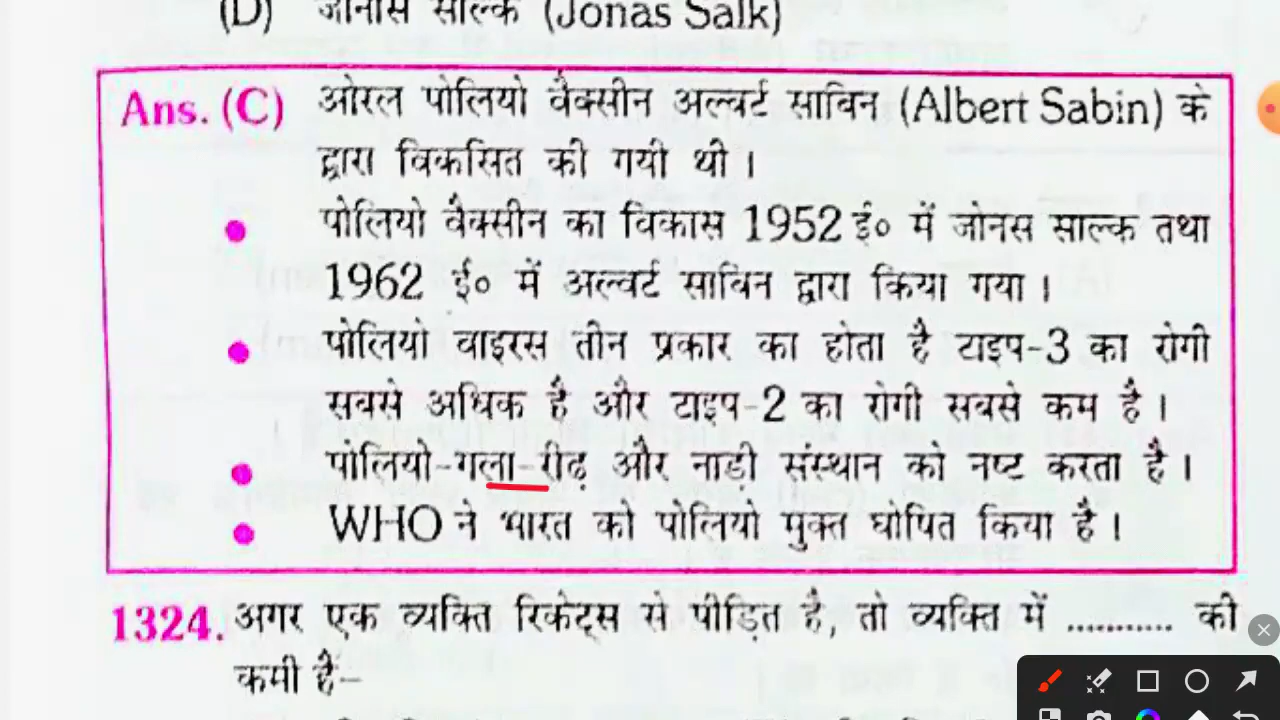 (D) जोनास साल्क (Jonas Salk)
Ans. (C) ओरल पोलियो वैक्सीन अल्वर्ट साविन (Albert Sabin) के
द्वारा विकसित की गयी थी ।
पोलियो वैक्सीन का विकास 1952 ई० में जोनस साल्क तथा
1962 ई० में अल्वर्ट साविन द्वारा किया गया ।
पोलियो वाइरस तीन प्रकार का होता है टाइप-3 का रोगी
सबसे अधिक है और टाइप-2 का रोगी सबसे कम है ।
पोलियो-गला-रीढ़ और नाड़ी संस्थान को नष्ट करता है ।
WHO ने भारत को पोलियो मुक्त घोषित किया है ।
1324. अगर एक व्यक्ति रिकेट्स से पीड़ित है, तो व्यक्ति में ............ की
कमी है–